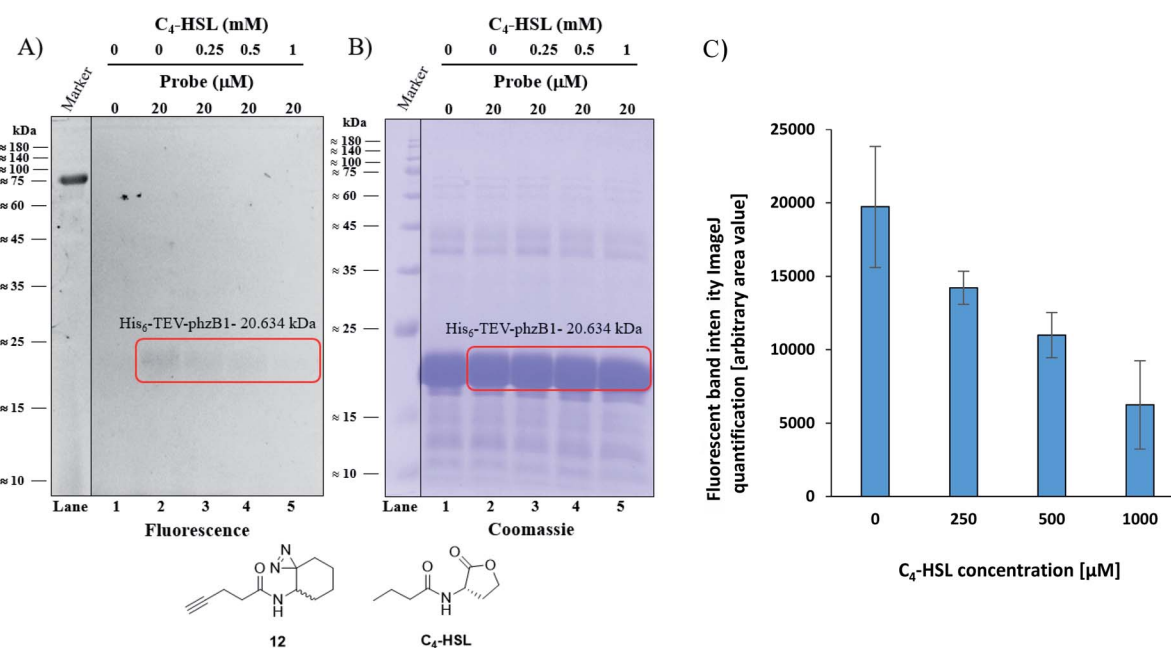 A)
C4-HSL (mM)
0 0 0.25 0.5 1
Probe (µM)
0 20 20 20 20
Marker
kDa
≈ 180
≈ 140
≈ 100
≈ 75
≈ 60
≈ 45
≈ 35
≈ 25
≈ 15
≈ 10
His6-TEV-phzB1- 20.634 kDa
Lane 1 2 3 4 5
Fluorescence
B)
C4-HSL (mM)
0 0 0.25 0.5 1
Probe (µM)
0 20 20 20 20
Marker
kDa
≈ 180
≈ 140
≈ 100
≈ 75
≈ 60
≈ 45
≈ 35
≈ 25
≈ 15
≈ 10
His6-TEV-phzB1- 20.634 kDa
Lane 1 2 3 4 5
Coomassie
N
N
O
N
H
12
O
O
O
N
H
C4-HSL
C)
Fluorescent band inten ity ImageJ
quantification [arbitrary area value]
25000
20000
15000
10000
5000
0
0 250 500 1000
C4-HSL concentration [µM]